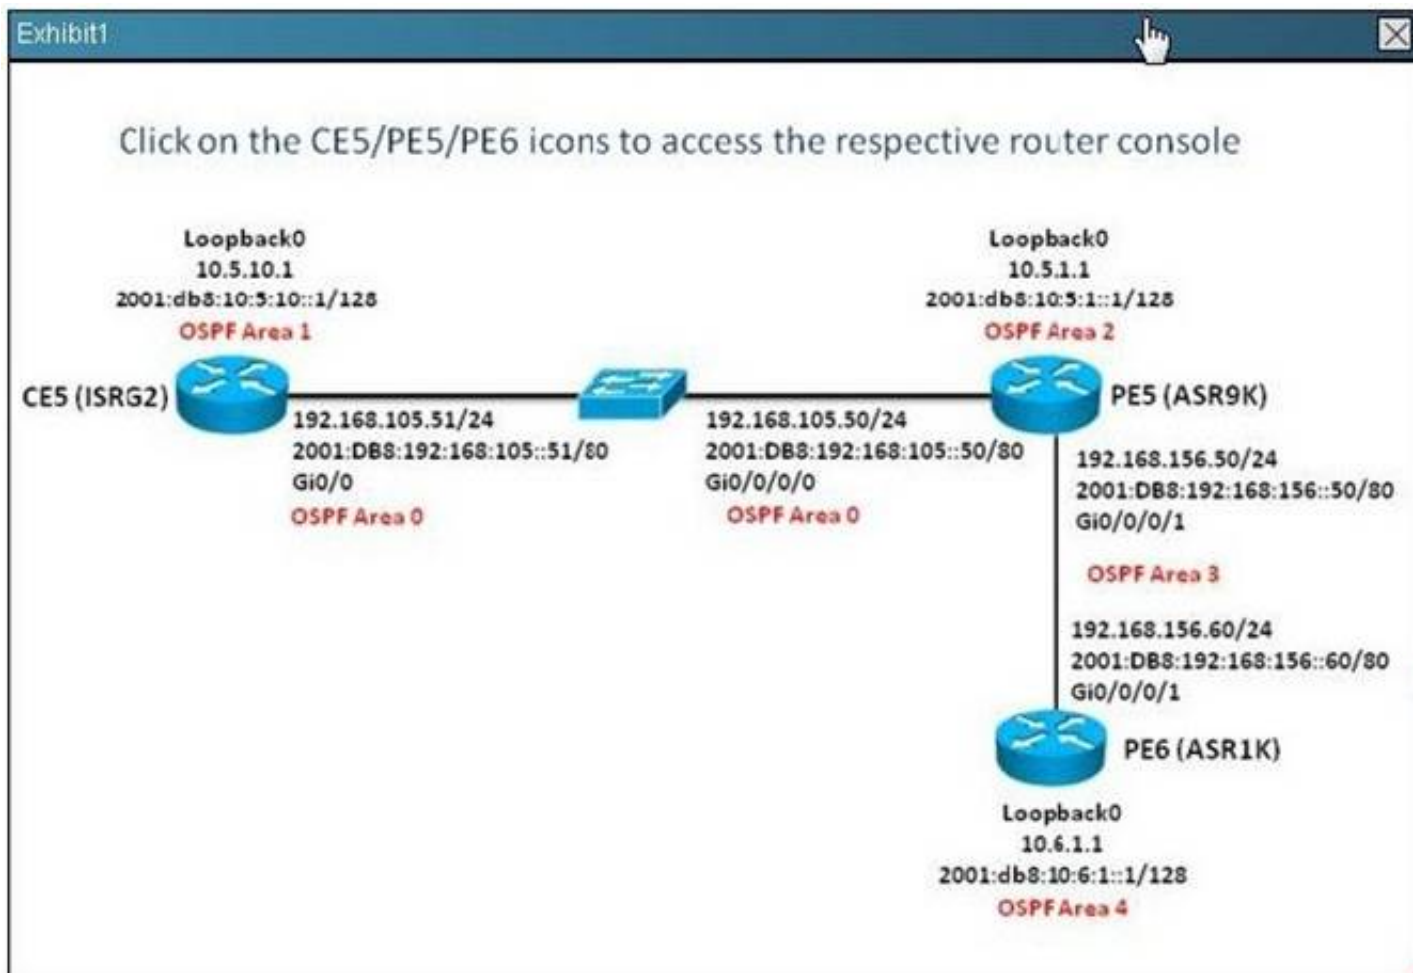 Exhibit1
Click on the CE5/PE5/PE6 icons to access the respective router console
Loopback0
10.5.10.1
2001:db8:10:5:10::1/128
OSPF Area 1
CE5 (ISRG2)
192.168.105.51/24
2001:DB8:192:168:105::51/80
Gi0/0
OSPF Area 0
192.168.105.50/24
2001:DB8:192:168:105::50/80
Gi0/0/0/0
OSPF Area 0
Loopback0
10.5.1.1
2001:db8:10:5:1::1/128
OSPF Area 2
PE5 (ASR9K)
192.168.156.50/24
2001:DB8:192:168:156::50/80
Gi0/0/0/1
OSPF Area 3
192.168.156.60/24
2001:DB8:192:168:156::60/80
Gi0/0/0/1
PE6 (ASR1K)
Loopback0
10.6.1.1
2001:db8:10:6:1::1/128
OSPF Area 4